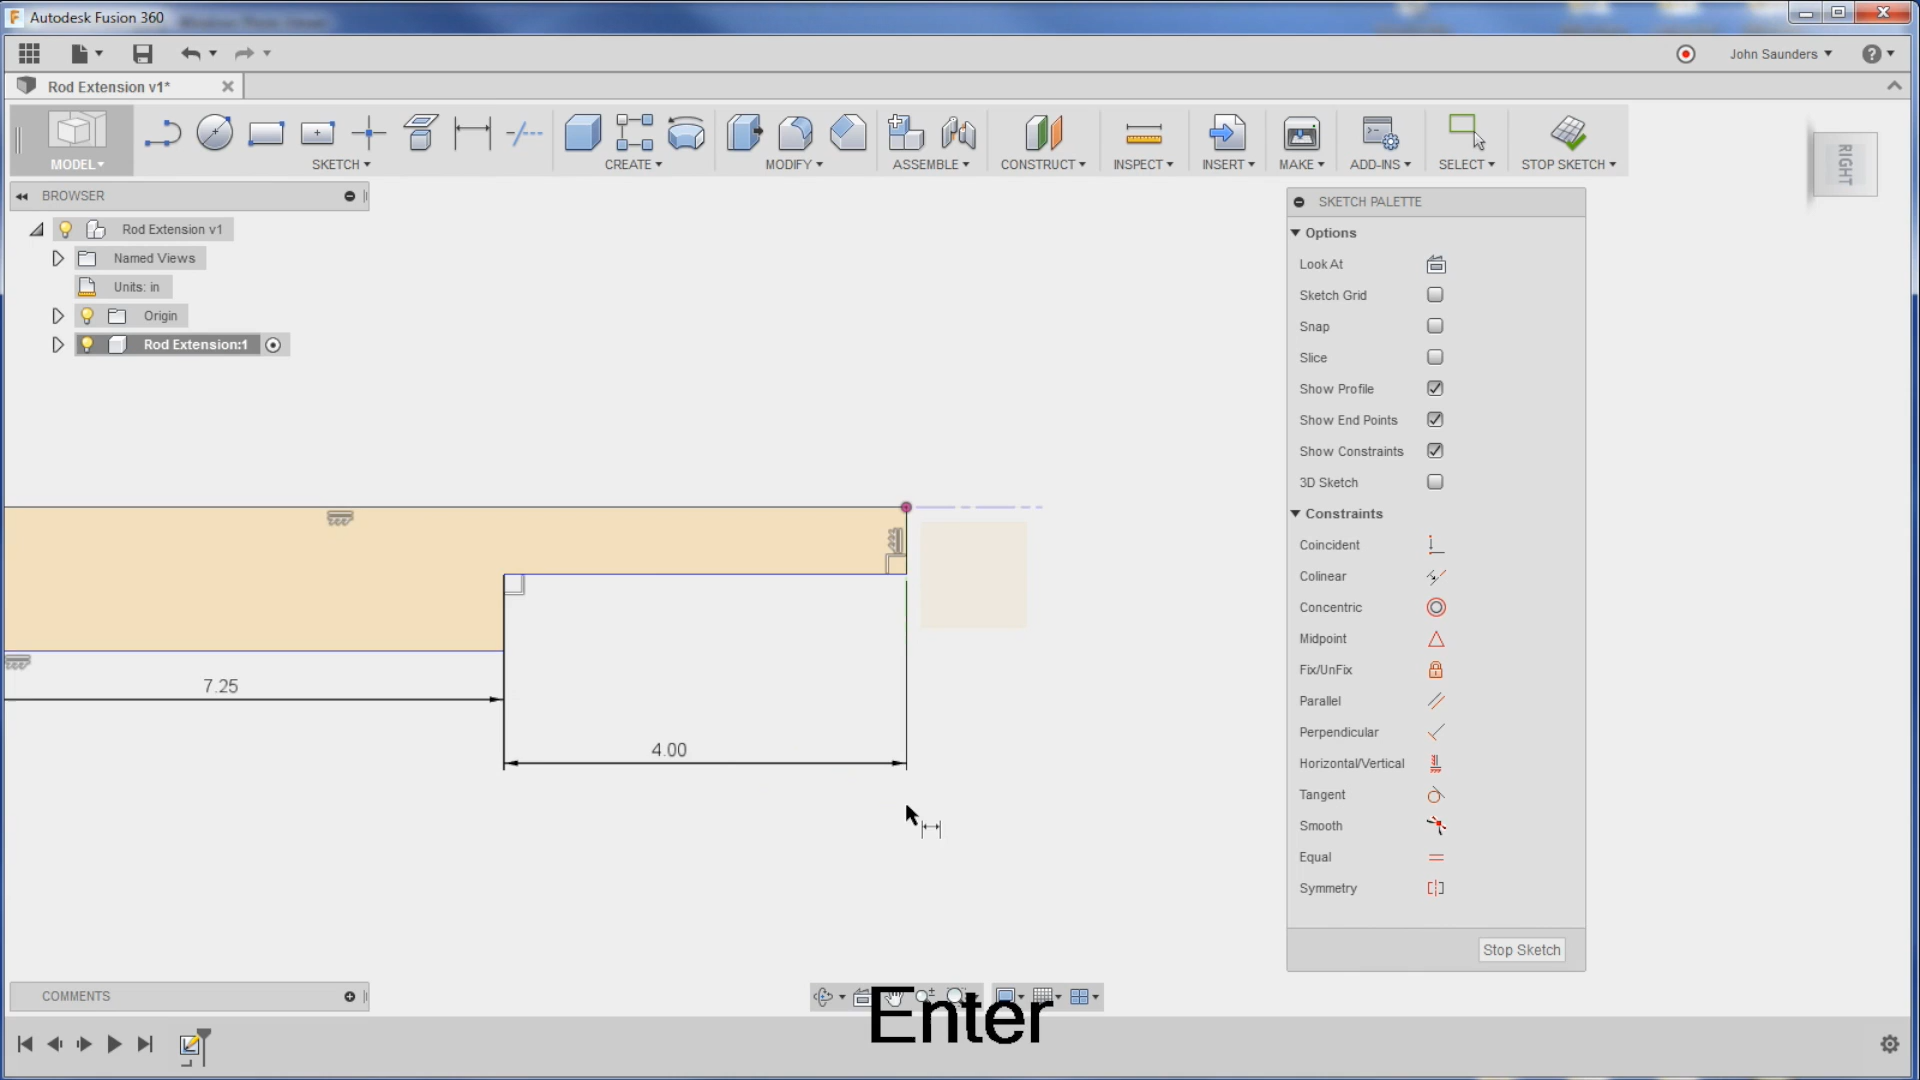 Autodesk Fusion 360
John Saunders
Rod Extension v1*
MODEL
SKETCH
CREATE
MODIFY
ASSEMBLE
CONSTRUCT
INSPECT
INSERT
MAKE
ADD-INS
SELECT
STOP SKETCH
RIGHT
BROWSER
Rod Extension v1
Named Views
Units: in
Origin
Rod Extension:1
SKETCH PALETTE
Options
Look At
Sketch Grid
Snap
Slice
Show Profile
Show End Points
Show Constraints
3D Sketch
Constraints
Coincident
Colinear
Concentric
Midpoint
Fix/UnFix
Parallel
Perpendicular
Horizontal/Vertical
Tangent
Smooth
Equal
Symmetry
Stop Sketch
7.25
4.00
COMMENTS
Enter